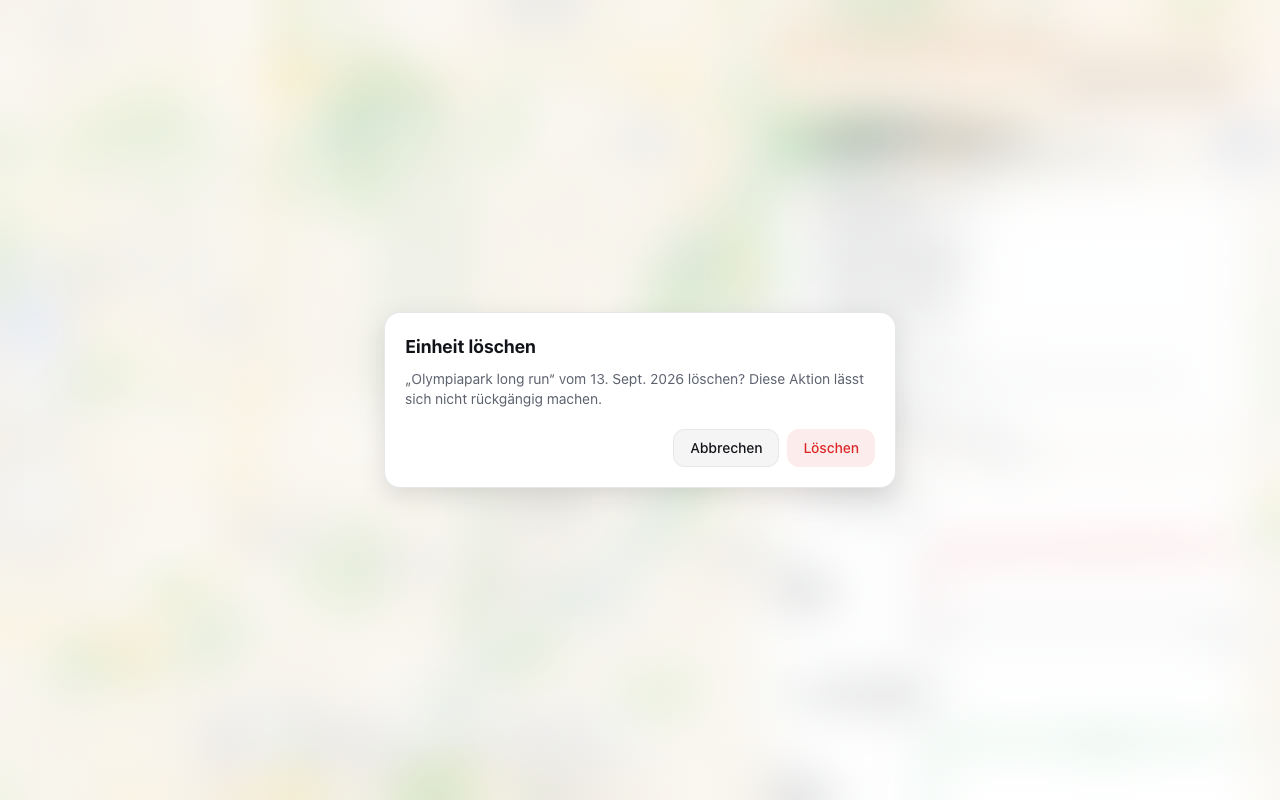 Einheit löschen
„Olympiapark long run“ vom 13. Sept. 2026 löschen? Diese Aktion lässt
sich nicht rückgängig machen.
Abbrechen
Löschen